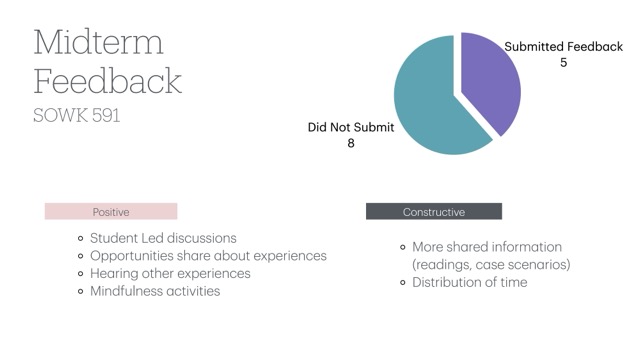 Midterm
Feedback
SOWK 591
Submitted Feedback
5
Did Not Submit
8
Positive
Student Led discussions
Opportunities share about experiences
Hearing other experiences
Mindfulness activities
Constructive
More shared information
(readings, case scenarios)
Distribution of time